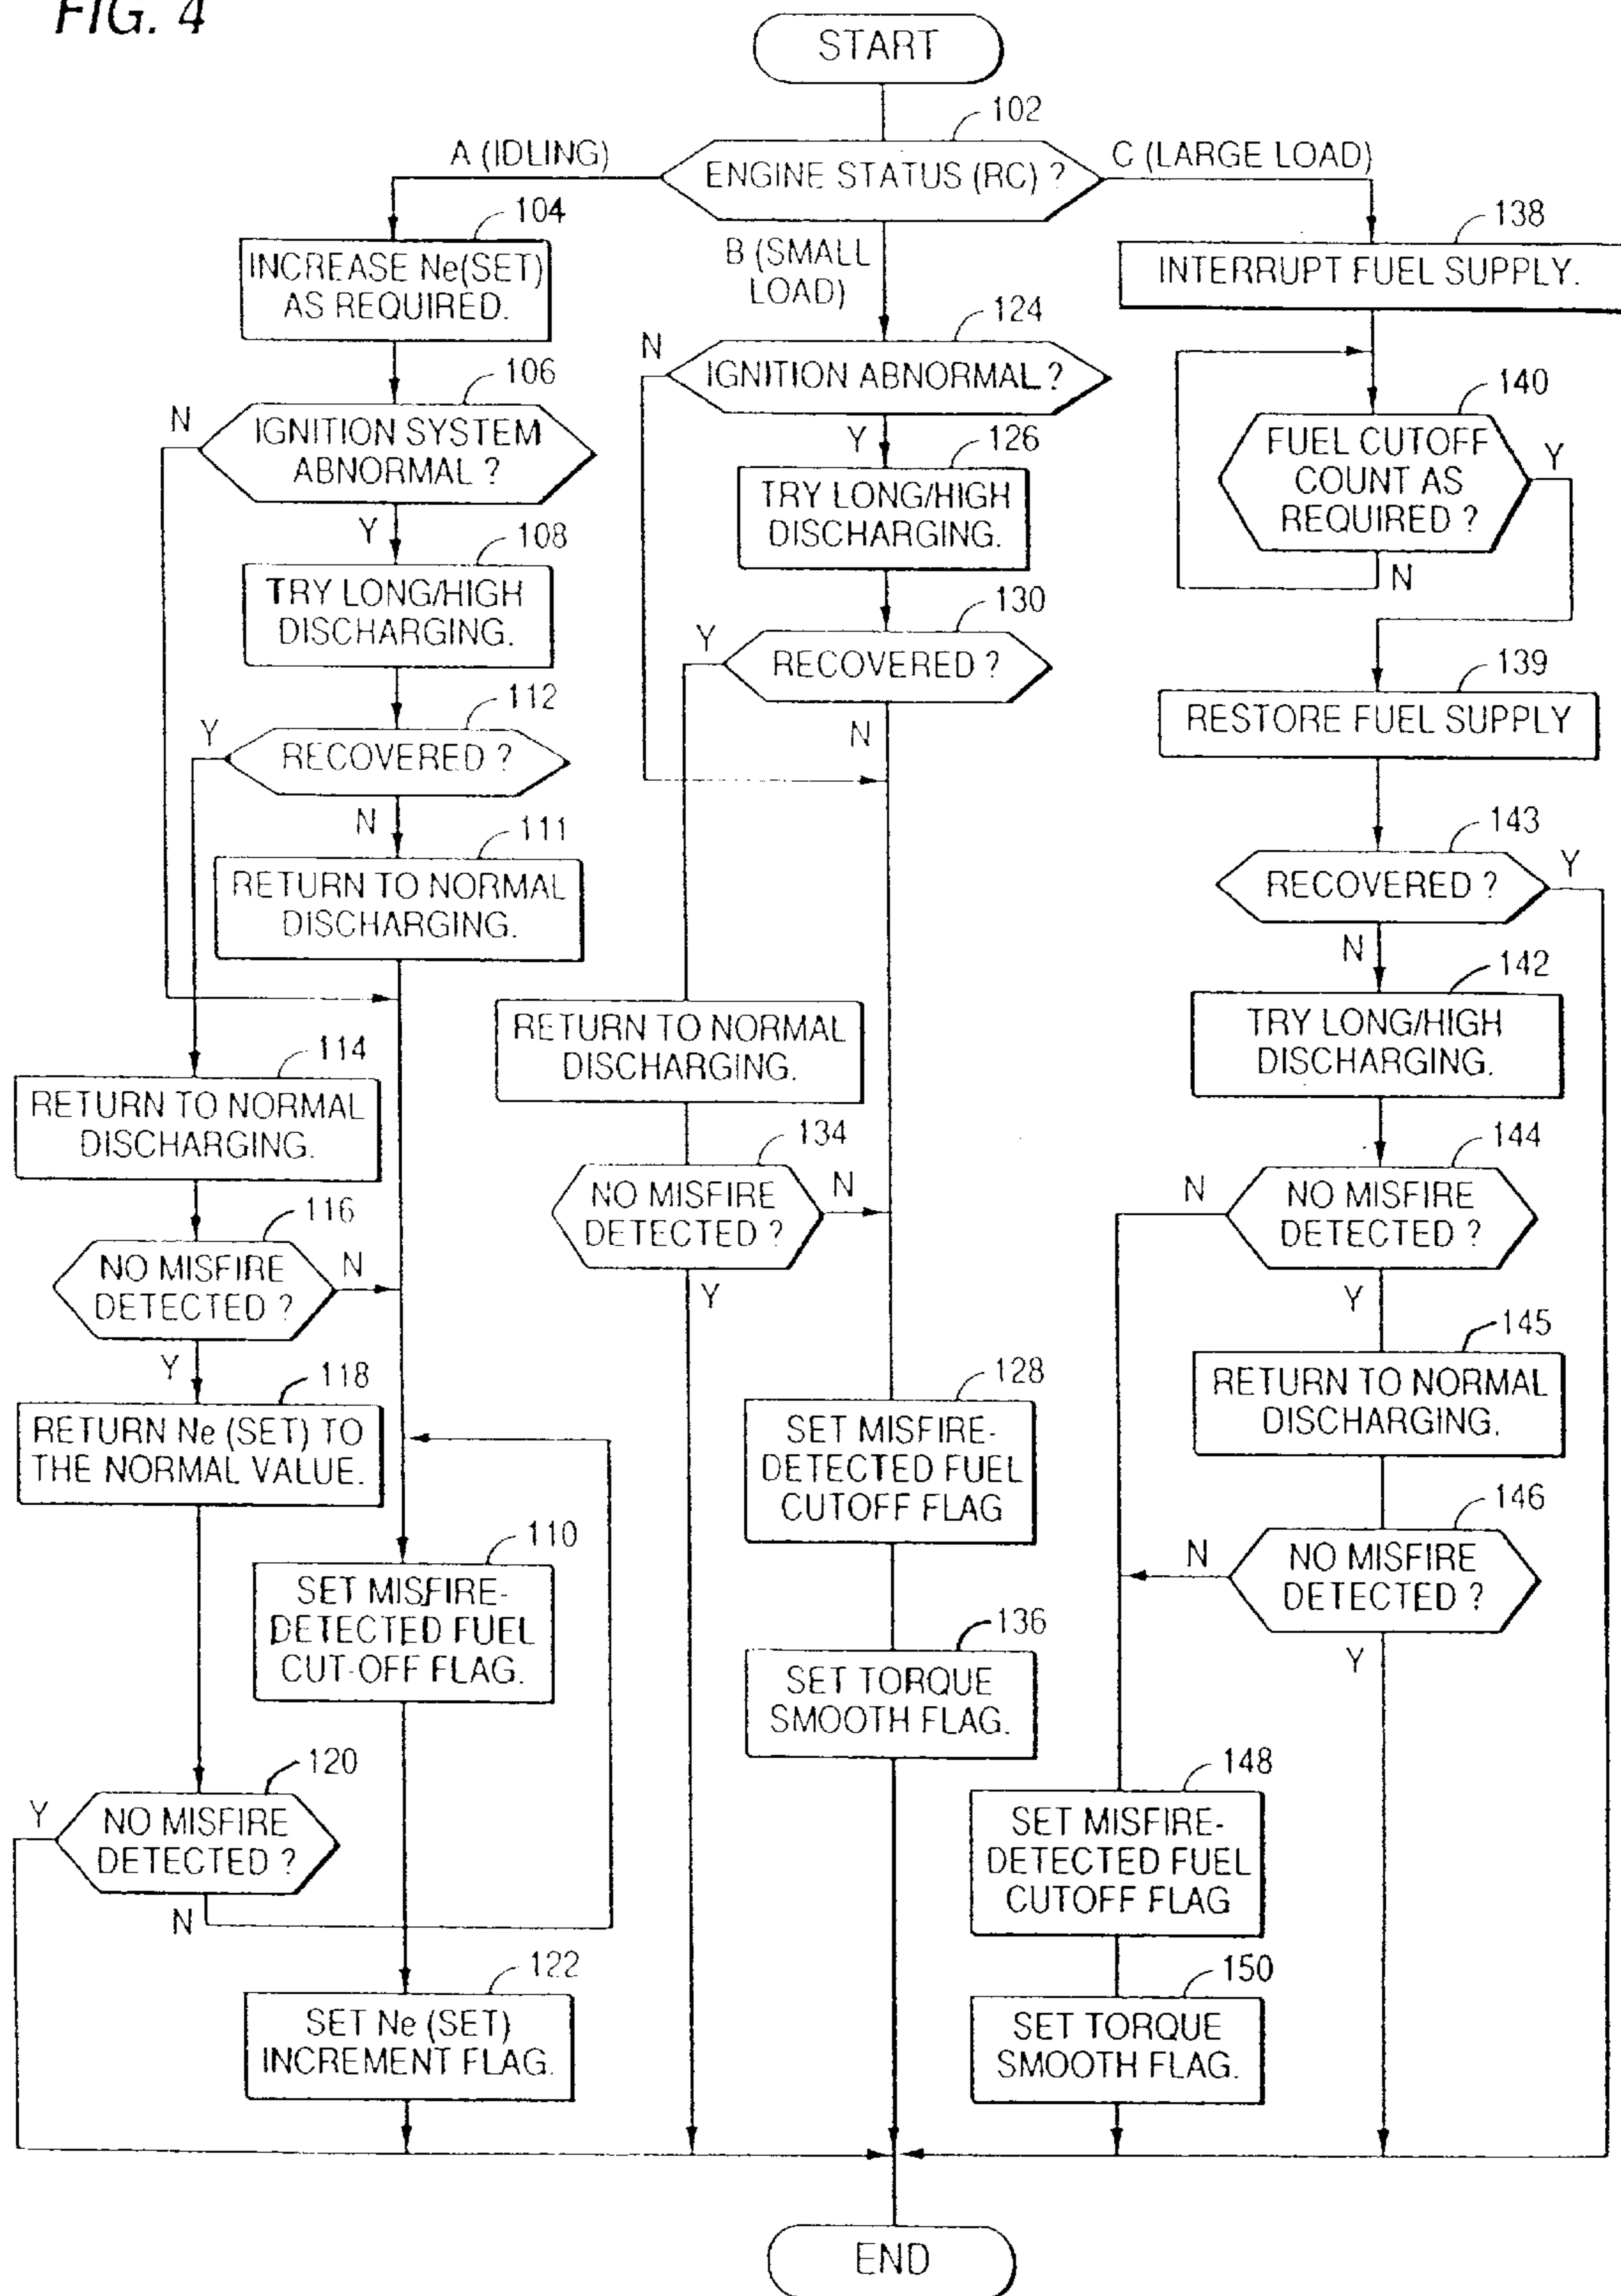 FIG. 4
START
102
A (IDLING)
ENGINE STATUS (RC) ?
C (LARGE LOAD)
104
INCREASE Ne(SET)
AS REQUIRED.
106
N
IGNITION SYSTEM
ABNORMAL ?
Y
108
TRY LONG/HIGH
DISCHARGING.
112
Y
RECOVERED ?
N
111
RETURN TO NORMAL
DISCHARGING.
114
RETURN TO NORMAL
DISCHARGING.
116
NO MISFIRE
DETECTED ?
N
Y
118
RETURN Ne (SET) TO
THE NORMAL VALUE.
110
SET MISFIRE-
DETECTED FUEL
CUT-OFF FLAG.
120
Y
NO MISFIRE
DETECTED ?
N
122
SET Ne (SET)
INCREMENT FLAG.
B (SMALL
LOAD)
124
N
IGNITION ABNORMAL ?
Y
126
TRY LONG/HIGH
DISCHARGING.
130
Y
RECOVERED ?
N
RETURN TO NORMAL
DISCHARGING.
134
NO MISFIRE
DETECTED ?
N
Y
128
SET MISFIRE-
DETECTED FUEL
CUTOFF FLAG
136
SET TORQUE
SMOOTH FLAG.
138
INTERRUPT FUEL SUPPLY.
140
FUEL CUTOFF
COUNT AS
REQUIRED ?
Y
N
139
RESTORE FUEL SUPPLY
143
RECOVERED ?
Y
N
142
TRY LONG/HIGH
DISCHARGING.
144
N
NO MISFIRE
DETECTED ?
Y
145
RETURN TO NORMAL
DISCHARGING.
146
N
NO MISFIRE
DETECTED ?
Y
148
SET MISFIRE-
DETECTED FUEL
CUTOFF FLAG
150
SET TORQUE
SMOOTH FLAG.
END